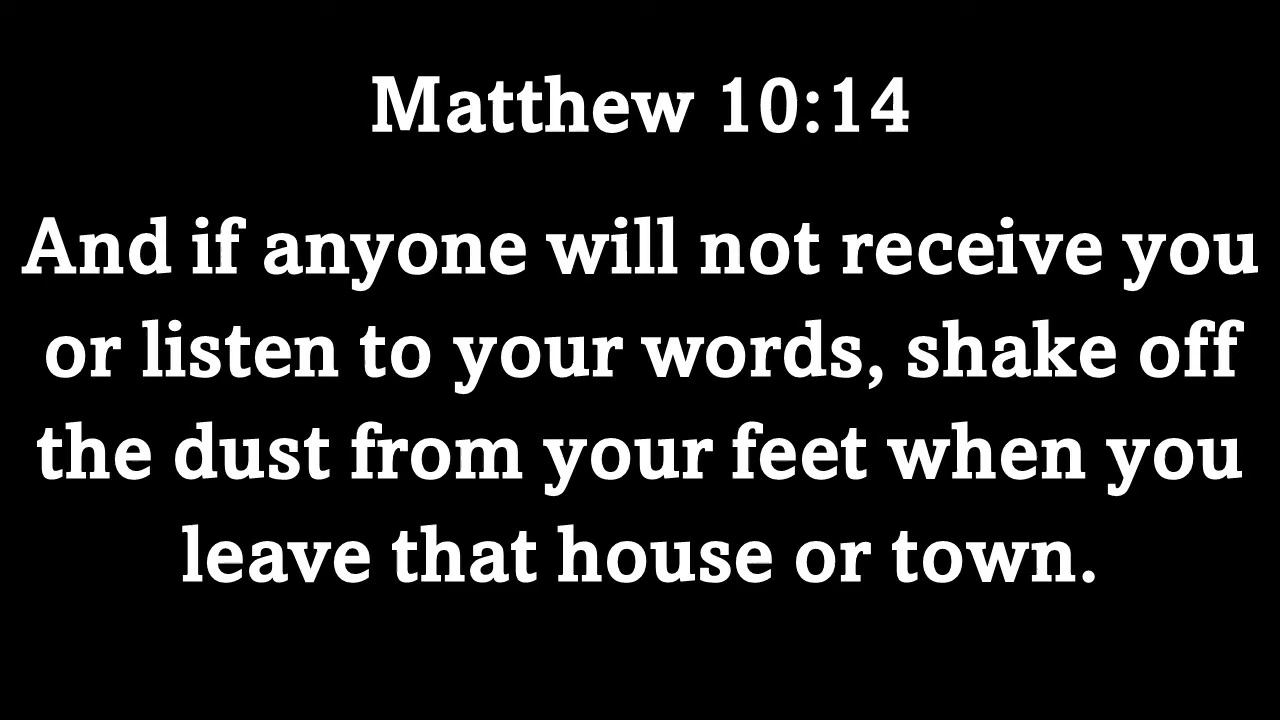 Matthew 10:14
And if anyone will not receive you
or listen to your words, shake off
the dust from your feet when you
leave that house or town.